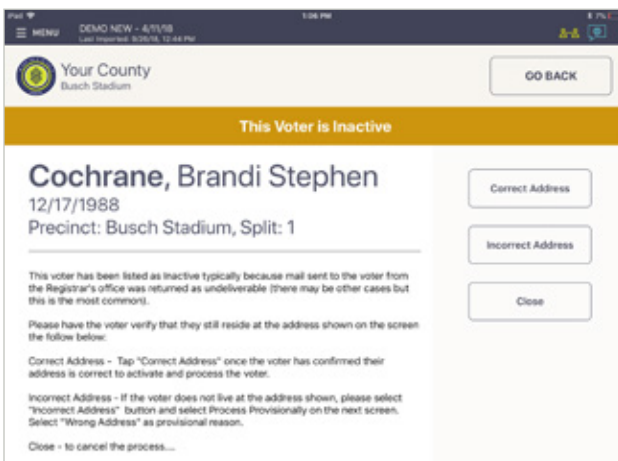 iPad
1:06 PM
MENU
DEMO NEW - 4/11/18
Last Imported: 9/26/18, 12:44 PM
Your County
Busch Stadium
GO BACK
This Voter is Inactive
Cochrane, Brandi Stephen
12/17/1988
Precinct: Busch Stadium, Split: 1
Correct Address
Incorrect Address
Close
This voter has been listed as Inactive typically because mail sent to the voter from
the Registrar's office was returned as undeliverable (there may be other cases but
this is the most common).
Please have the voter verify that they still reside at the address shown on the screen
the follow below:
Correct Address - Tap "Correct Address" once the voter has confirmed their
address is correct to activate and process the voter.
Incorrect Address - If the voter does not live at the address shown, please select
"Incorrect Address" button and select Process Provisionally on the next screen.
Select "Wrong Address" as provisional reason.
Close - to cancel the process....